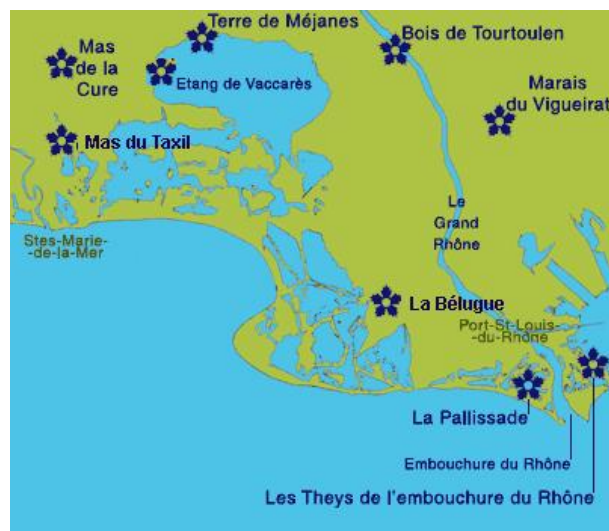 Terre de Méjanes
Bois de Tourtoulen
Mas
de la
Cure
Etang de Vaccarès
Marais
du Vigueirat
Mas du Taxil
Le
Grand
Rhône
Stes-Marie-
-de-la-Mer
La Bélugue
Port-St-Louis
-du-Rhône
La Pallissade
Embouchure du Rhône
Les Theys de l'embouchure du Rhône